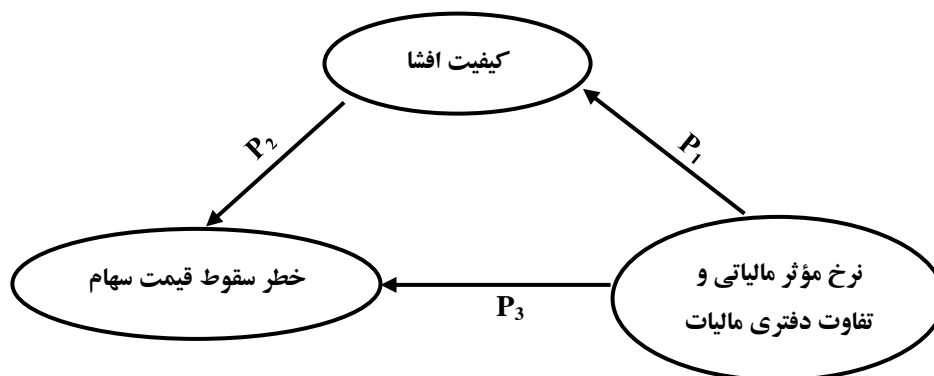 کیفیت افشا
P₂
P₁
خطر سقوط قیمت سهام
نرخ مؤثر مالیاتی و
تفاوت دفتری مالیات
P₃